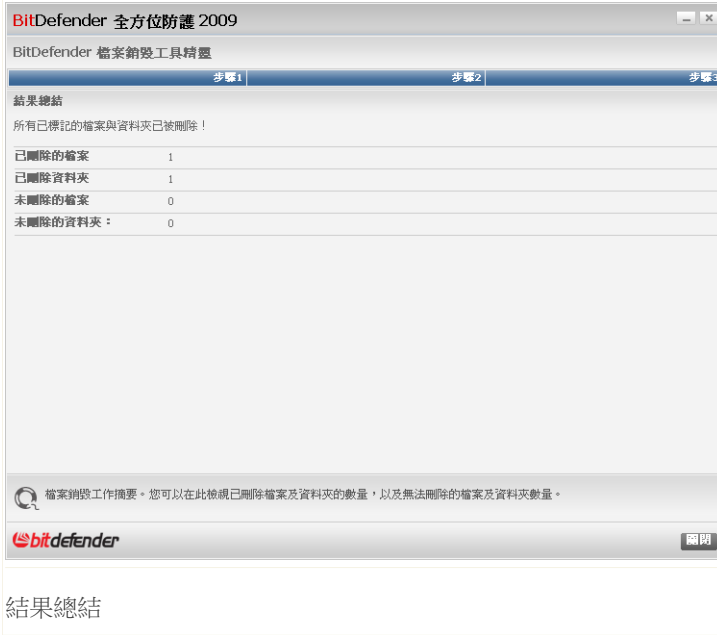 BitDefender 全方位防護 2009
BitDefender 檔案銷毀工具精靈
步驟1 步驟2 步驟3
結果總結
所有已標記的檔案與資料夾已被刪除！
已刪除的檔案 1
已刪除資料夾 1
未刪除的檔案 0
未刪除的資料夾： 0
檔案銷毀工作摘要。您可以在此檢視已刪除檔案及資料夾的數量，以及無法刪除的檔案及資料夾數量。
bitdefender
關閉
結果總結